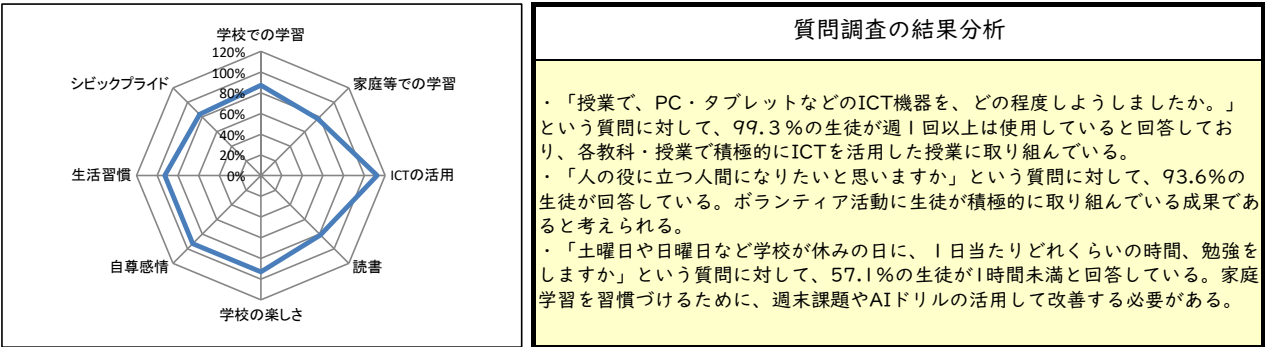 学校での学習
120%
100%
80%
60%
40%
20%
0%
シビックプライド
家庭等での学習
生活習慣
ICTの活用
自尊感情
読書
学校の楽しさ
質問調査の結果分析
・「授業で、PC・タブレットなどのICT機器を、どの程度しようしましたか。」
という質問に対して、99.3%の生徒が週1回以上は使用していると回答してお
り、各教科・授業で積極的にICTを活用した授業に取り組んでいる。
・「人の役に立つ人間になりたいと思いますか」という質問に対して、93.6%の
生徒が回答している。ボランティア活動に生徒が積極的に取り組んでいる成果であ
ると考えられる。
・「土曜日や日曜日など学校が休みの日に、1日当たりどれくらいの時間、勉強を
しますか」という質問に対して、57.1%の生徒が1時間未満と回答している。家庭
学習を習慣づけるために、週末課題やAIドリルの活用して改善する必要がある。